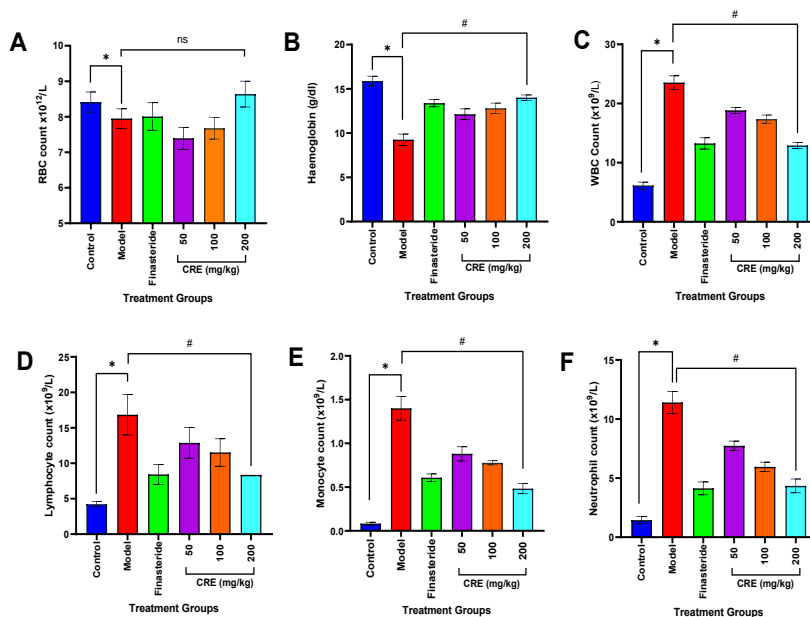 A
ns
*
RBC count x10¹²/L
10
9
8
7
6
5
Control
Model
Finasteride
50
100
200
CRE (mg/kg)
Treatment Groups
B
#
*
Haemoglobin (g/dl)
20
15
10
5
0
Control
Model
Finasteride
50
100
200
CRE (mg/kg)
Treatment Groups
C
#
*
WBC Count (x10⁹/L)
30
20
10
0
Control
Model
Finasteride
50
100
200
CRE (mg/kg)
Treatment Groups
D
#
*
Lymphocyte count (x10⁹/L)
25
20
15
10
5
0
Control
Model
Finasteride
50
100
200
CRE (mg/kg)
Treatment Groups
E
#
*
Monocyte count (x10⁹/L)
2.0
1.5
1.0
0.5
0.0
Control
Model
Finasteride
50
100
200
CRE (mg/kg)
Treatment Groups
F
#
*
Neutrophil count (x10⁹/L)
15
10
5
0
Control
Model
Finasteride
50
100
200
CRE (mg/kg)
Treatment Groups